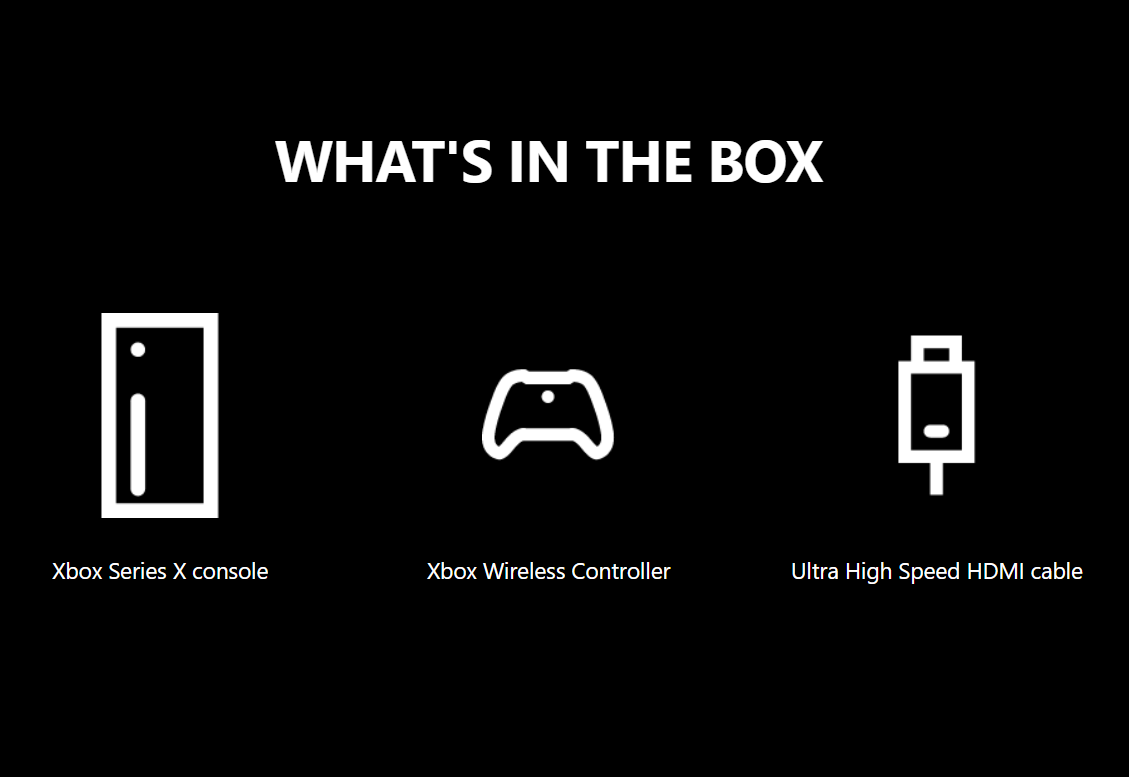 WHAT'S IN THE BOX
Xbox Series X console
Xbox Wireless Controller
Ultra High Speed HDMI cable